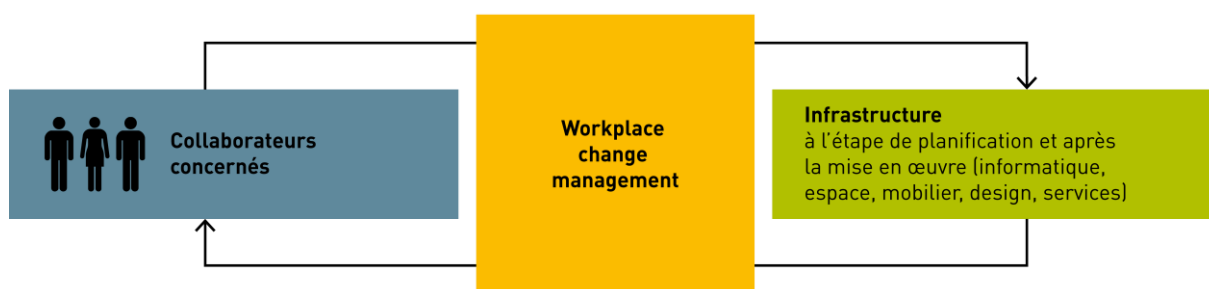 Collaborateurs
concernés
Workplace
change
management
Infrastructure
à l’étape de planification et après
la mise en œuvre (informatique,
espace, mobilier, design, services)